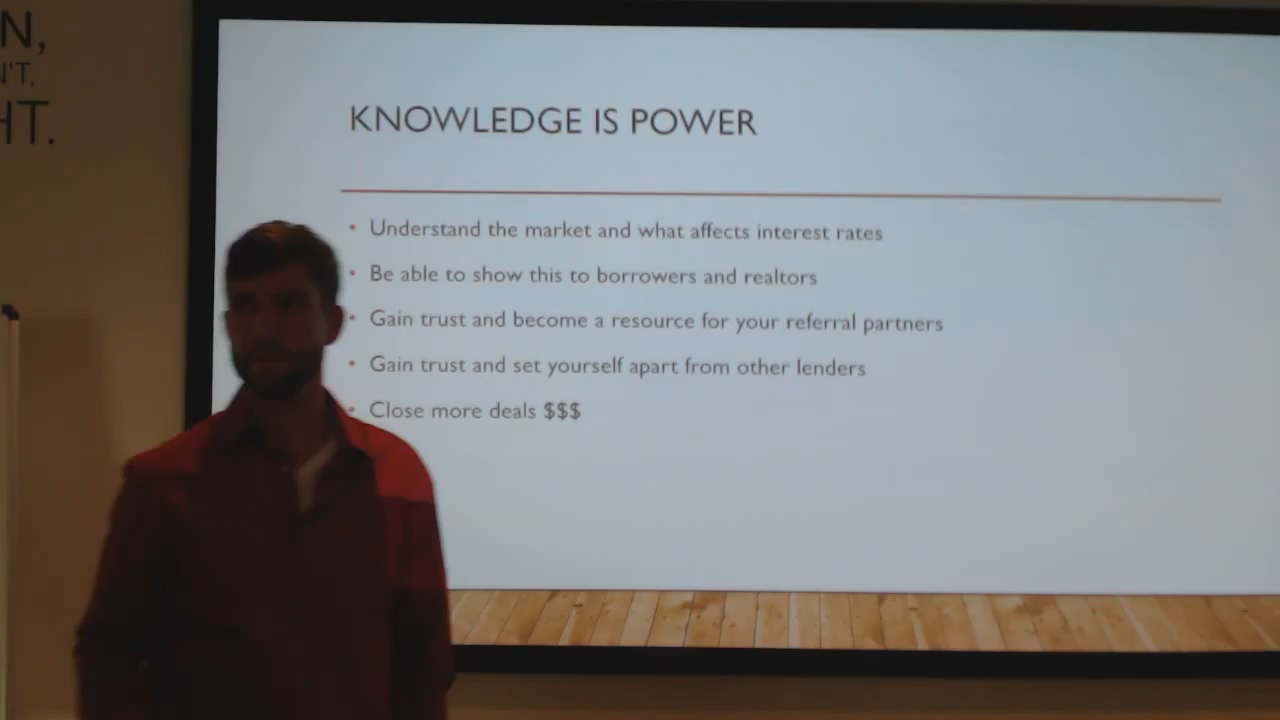 N,
N'T.
HT.
KNOWLEDGE IS POWER
• Understand the market and what affects interest rates
• Be able to show this to borrowers and realtors
• Gain trust and become a resource for your referral partners
• Gain trust and set yourself apart from other lenders
• Close more deals $$$